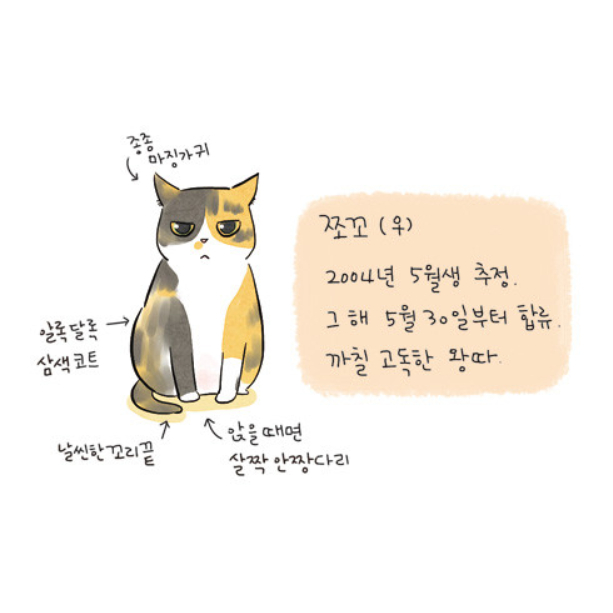 종종
마징가 귀
쪼꼬 (우)
2004년 5월생 추정.
그 해 5월 30일부터 합류.
까칠 고독한 왕따.
알록달록
삼색코트
날씬한 꼬리끝
앉을 때면
살짝 안짱다리